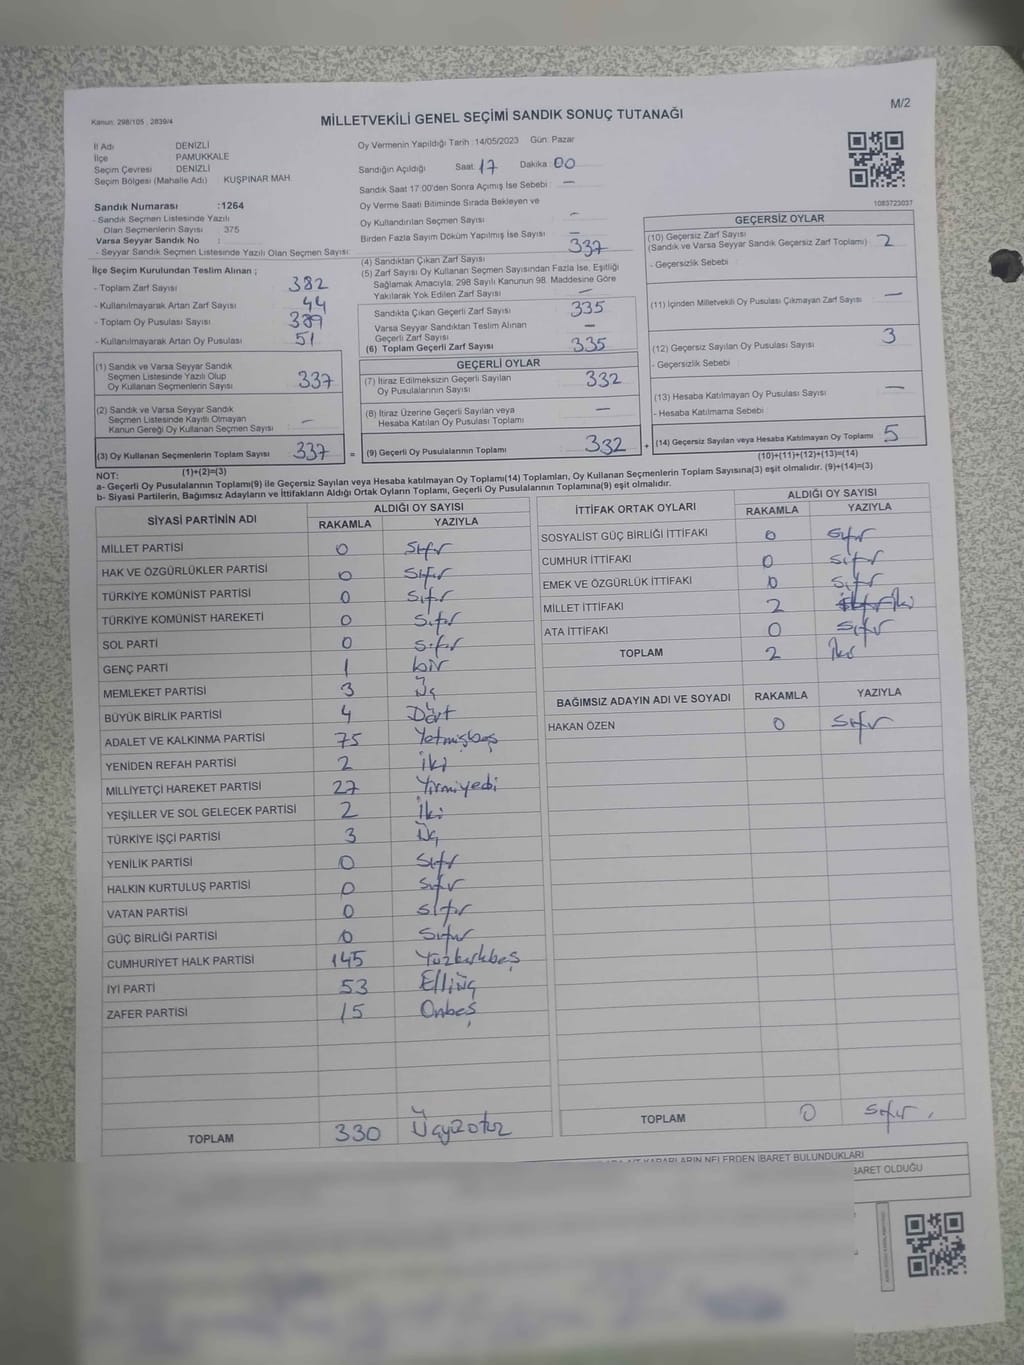 Kanun: 298/105 , 2839/4
MİLLETVEKİLİ GENEL SEÇİMİ SANDIK SONUÇ TUTANAĞI
M/2
İl Adı DENİZLİ
İlçe PAMUKKALE
Seçim Çevresi DENİZLİ
Seçim Bölgesi (Mahalle Adı) KUŞPINAR MAH.
Sandık Numarası :1264
- Sandık Seçmen Listesinde Yazılı
Olan Seçmenlerin Sayısı : 375
Varsa Seyyar Sandık No :
- Seyyar Sandık Seçmen Listesinde Yazılı Olan Seçmen Sayısı:
Oy Vermenin Yapıldığı Tarih :14/05/2023 Gün: Pazar
Sandığın Açıldığı Saat: 17 Dakika: 00
Sandık Saat 17:00'den Sonra Açımış İse Sebebi : —
Oy Verme Saati Bitiminde Sırada Bekleyen ve
Oy Kullandırılan Seçmen Sayısı : —
Birden Fazla Sayım Döküm Yapılmış İse Sayısı —
1083723037
İlçe Seçim Kurulundan Teslim Alınan ;
- Toplam Zarf Sayısı 382
- Kullanılmayarak Artan Zarf Sayısı 44
- Toplam Oy Pusulası Sayısı 389
- Kullanılmayarak Artan Oy Pusulası 51
(4) Sandıktan Çıkan Zarf Sayısı 337
(5) Zarf Sayısı Oy Kullanan Seçmen Sayısından Fazla İse, Eşitliği
Sağlamak Amacıyla; 298 Sayılı Kanunun 98. Maddesine Göre
Yakılarak Yok Edilen Zarf Sayısı —
Sandıkta Çıkan Geçerli Zarf Sayısı 335
Varsa Seyyar Sandıktan Teslim Alınan
Geçerli Zarf Sayısı —
(6) Toplam Geçerli Zarf Sayısı 335
GEÇERSİZ OYLAR
(10) Geçersiz Zarf Sayısı
(Sandık ve Varsa Seyyar Sandık Geçersiz Zarf Toplamı) 2
- Geçersizlik Sebebi :
(11) İçinden Milletvekili Oy Pusulası Çıkmayan Zarf Sayısı —
(12) Geçersiz Sayılan Oy Pusulası Sayısı 3
- Geçersizlik Sebebi :
(13) Hesaba Katılmayan Oy Pusulası Sayısı —
- Hesaba Katılmama Sebebi :
(14) Geçersiz Sayılan veya Hesaba Katılmayan Oy Toplamı 5
(10)+(11)+(12)+(13)=(14)
(1) Sandık ve Varsa Seyyar Sandık
Seçmen Listesinde Yazılı Olup
Oy Kullanan Seçmenlerin Sayısı 337
(2) Sandık ve Varsa Seyyar Sandık
Seçmen Listesinde Kayıtlı Olmayan
Kanun Gereği Oy Kullanan Seçmen Sayısı —
(3) Oy Kullanan Seçmenlerin Toplam Sayısı 337 =
(1)+(2)=(3)
GEÇERLİ OYLAR
(7) İtiraz Edilmeksizin Geçerli Sayılan
Oy Pusulalarının Sayısı 332
(8) İtiraz Üzerine Geçerli Sayılan veya
Hesaba Katılan Oy Pusulası Toplamı —
(9) Geçerli Oy Pusulalarının Toplamı 332 +
NOT:
a- Geçerli Oy Pusulalarının Toplamı(9) ile Geçersiz Sayılan veya Hesaba katılmayan Oy Toplamı(14) Toplamları, Oy Kullanan Seçmenlerin Toplam Sayısına(3) eşit olmalıdır. (9)+(14)=(3)
b- Siyasi Partilerin, Bağımsız Adayların ve İttifakların Aldığı Ortak Oyların Toplamı, Geçerli Oy Pusulalarının Toplamına(9) eşit olmalıdır.
SİYASİ PARTİNİN ADI ALDIĞI OY SAYISI
RAKAMLA YAZIYLA
MİLLET PARTİSİ 0 Sıfır
HAK VE ÖZGÜRLÜKLER PARTİSİ 0 Sıfır
TÜRKİYE KOMÜNİST PARTİSİ 0 Sıfır
TÜRKİYE KOMÜNİST HAREKETİ 0 Sıfır
SOL PARTİ 0 Sıfır
GENÇ PARTİ 1 bir
MEMLEKET PARTİSİ 3 Üç
BÜYÜK BİRLİK PARTİSİ 4 Dört
ADALET VE KALKINMA PARTİSİ 75 Yetmişbeş
YENİDEN REFAH PARTİSİ 2 İki
MİLLİYETÇİ HAREKET PARTİSİ 27 Yirmiyedi
YEŞİLLER VE SOL GELECEK PARTİSİ 2 İki
TÜRKİYE İŞÇİ PARTİSİ 3 Üç
YENİLİK PARTİSİ 0 Sıfır
HALKIN KURTULUŞ PARTİSİ 0 Sıfır
VATAN PARTİSİ 0 Sıfır
GÜÇ BİRLİĞİ PARTİSİ 0 Sıfır
CUMHURİYET HALK PARTİSİ 145 Yüzkırkbeş
İYİ PARTİ 53 Elliüç
ZAFER PARTİSİ 15 Onbeş
TOPLAM 330 Üçyüzotuz
İTTİFAK ORTAK OYLARI ALDIĞI OY SAYISI
RAKAMLA YAZIYLA
SOSYALİST GÜÇ BİRLİĞİ İTTİFAKI 0 Sıfır
CUMHUR İTTİFAKI 0 Sıfır
EMEK VE ÖZGÜRLÜK İTTİFAKI 0 Sıfır
MİLLET İTTİFAKI 2 İki
ATA İTTİFAKI 0 Sıfır
TOPLAM 2 İki
BAĞIMSIZ ADAYIN ADI VE SOYADI RAKAMLA YAZIYLA
HAKAN ÖZEN 0 Sıfır
TOPLAM 0 Sıfır.
KARARLARIN NELERDEN İBARET BULUNDUKLARI
İBARET OLDUĞU